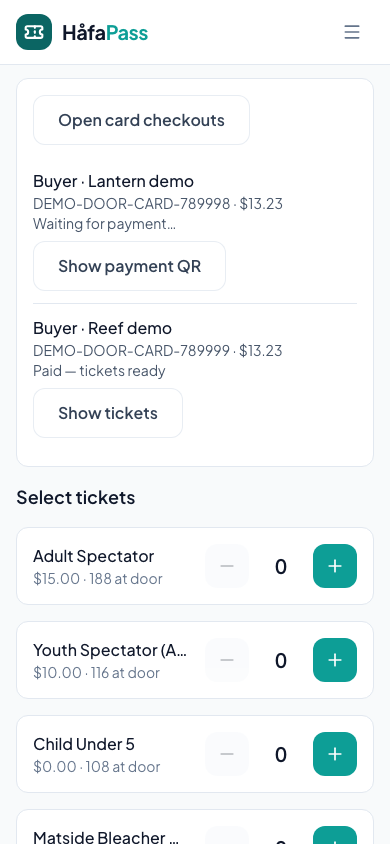 HåfaPass
Open card checkouts
Buyer · Lantern demo
DEMO-DOOR-CARD-789998 · $13.23
Waiting for payment…
Show payment QR
Buyer · Reef demo
DEMO-DOOR-CARD-789999 · $13.23
Paid — tickets ready
Show tickets
Select tickets
Adult Spectator
$15.00 · 188 at door
− 0 +
Youth Spectator (A...
$10.00 · 116 at door
− 0 +
Child Under 5
$0.00 · 108 at door
− 0 +
Matside Bleacher ...